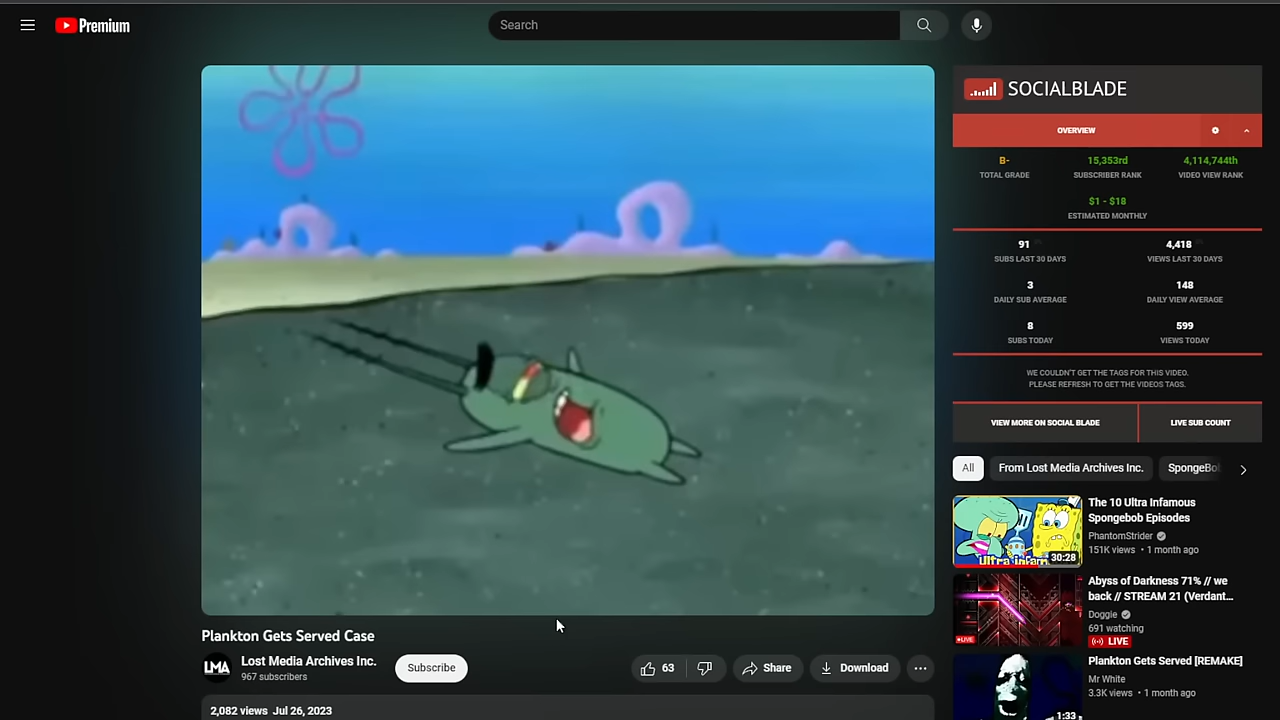 Premium
Search
SOCIALBLADE
OVERVIEW
B-
15,353rd
4,114,744th
TOTAL GRADE
SUBSCRIBER RANK
VIDEO VIEW RANK
$1 - $18
ESTIMATED MONTHLY
91
4,418
SUBS LAST 30 DAYS
VIEWS LAST 30 DAYS
3
148
DAILY SUB AVERAGE
DAILY VIEW AVERAGE
8
599
SUBS TODAY
VIEWS TODAY
WE COULDN'T GET THE TAGS FOR THIS VIDEO.
PLEASE REFRESH TO GET THE VIDEOS TAGS.
VIEW MORE ON SOCIAL BLADE
LIVE SUB COUNT
All
From Lost Media Archives Inc.
SpongeBo
The 10 Ultra Infamous
Spongebob Episodes
PhantomStrider
151K views • 1 month ago
Ultra Infam
30:28
Abyss of Darkness 71% // we
back // STREAM 21 (Verdant...
Doggie
691 watching
LIVE
LIVE
Plankton Gets Served [REMAKE]
Mr White
3.3K views • 1 month ago
1:33
Plankton Gets Served Case
LMA
Lost Media Archives Inc.
967 subscribers
Subscribe
63
Share
Download
2,082 views Jul 26, 2023